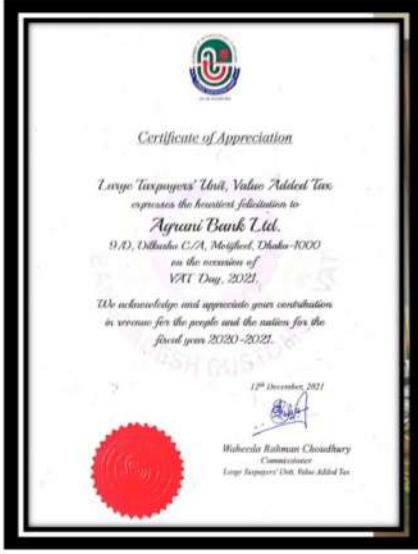 Certificate of Appreciation
Large Taxpayers' Unit, Value Added Tax
expresses the heartiest felicitation to
Agrani Bank Ltd.
9/D, Dilkusha C/A, Motijheel, Dhaka-1000
on the occasion of
VAT Day, 2021.
We acknowledge and appreciate your contribution
in revenue for the people and the nation for the
fiscal year 2020-2021.
12th December, 2021
Waheeda Rahman Choudhury
Commissioner
Large Taxpayers' Unit, Value Added Tax